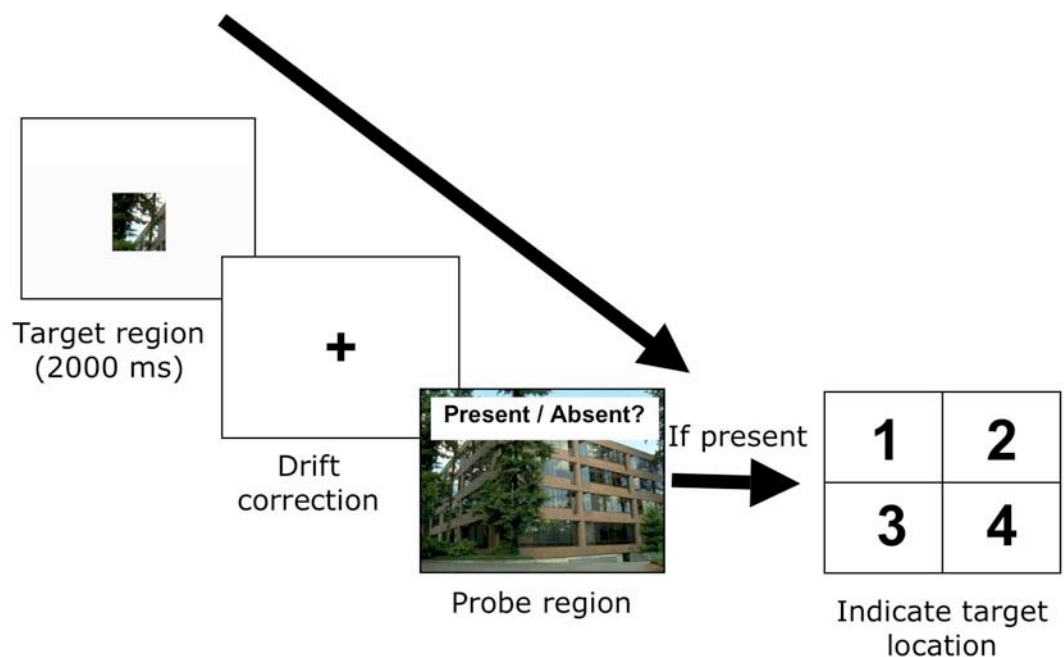 Target region
(2000 ms)
+
Drift
correction
Present / Absent?
Probe region
If present
1 2
3 4
Indicate target
location